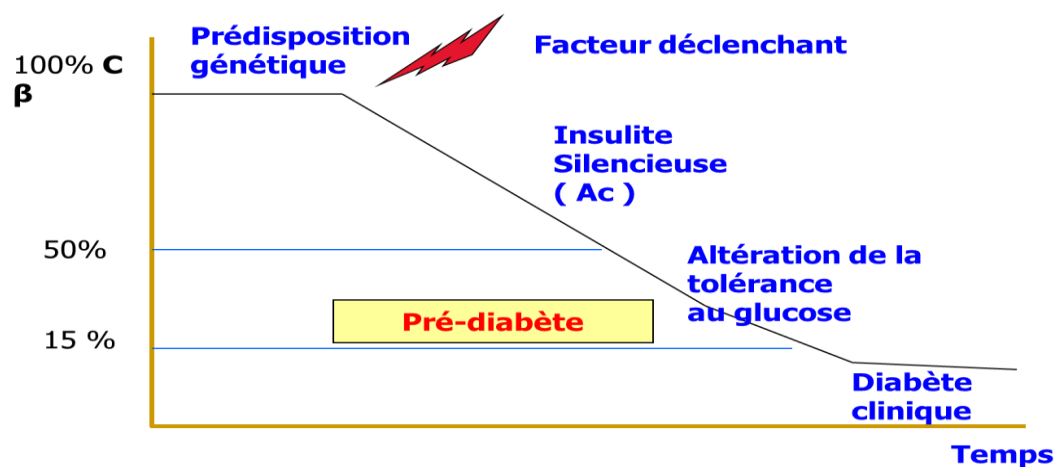 Prédisposition
génétique
Facteur déclenchant
100% C
β
Insulite
Silencieuse
( Ac )
50%
Altération de la
tolérance
au glucose
Pré-diabète
15 %
Diabète
clinique
Temps